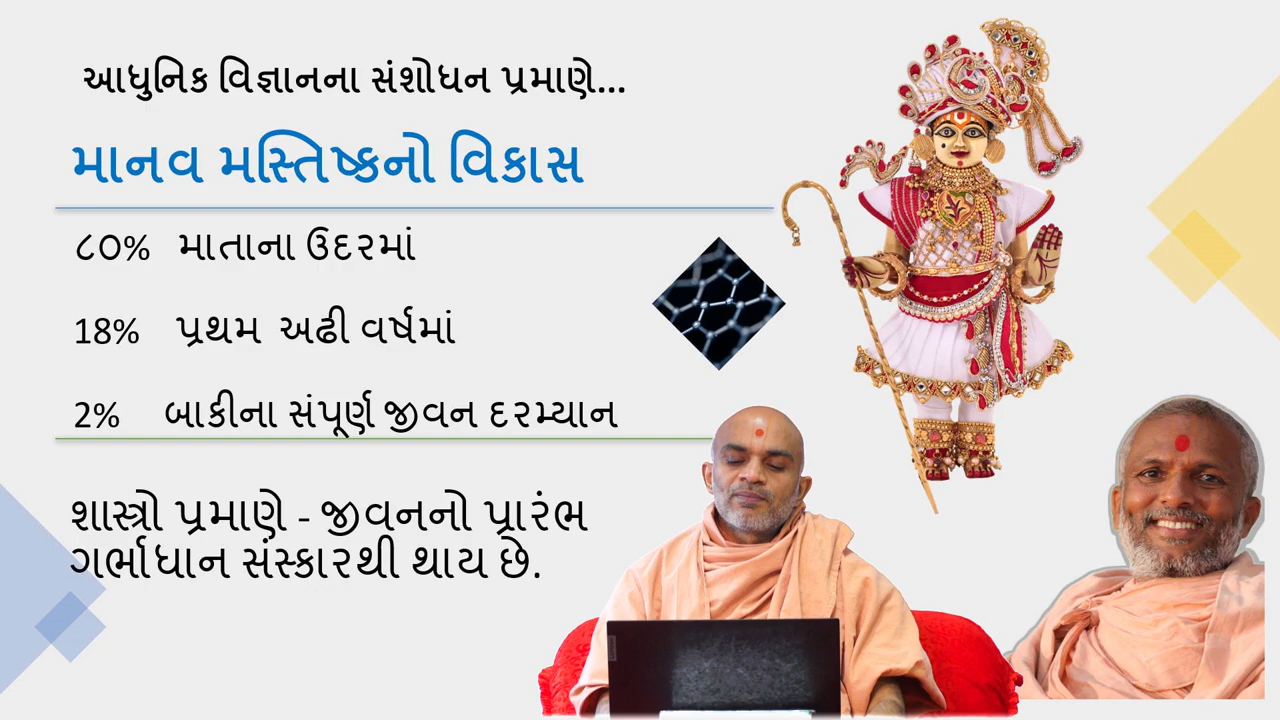 આધુનિક વિજ્ઞાનના સંશોધન પ્રમાણે...
માનવ મસ્તિષ્કનો વિકાસ
૮૦% માતાના ઉદરમાં
18% પ્રથમ અઢી વર્ષમાં
2% બાકીના સંપૂર્ણ જીવન દરમ્યાન
શાસ્ત્રો પ્રમાણે - જીવનનો પ્રારંભ
ગર્ભાધાન સંસ્કારથી થાય છે.